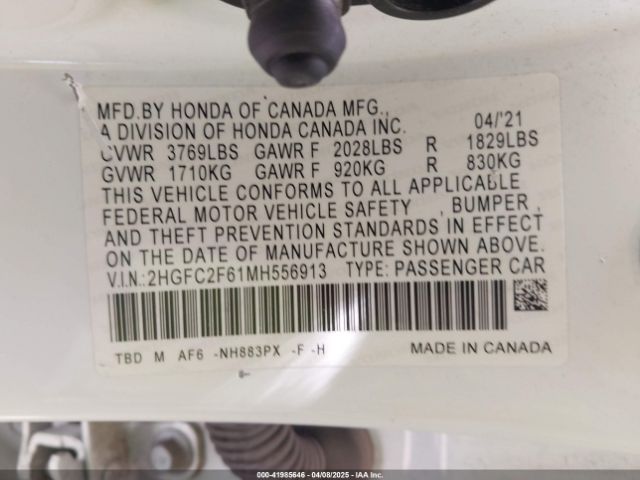 MFD.BY HONDA OF CANADA MFG.,
A DIVISION OF HONDA CANADA INC. 04/'21
GVWR 3769LBS GAWR F 2028LBS R 1829LBS
GVWR 1710KG GAWR F 920KG R 830KG
THIS VEHICLE CONFORMS TO ALL APPLICABLE
FEDERAL MOTOR VEHICLE SAFETY , BUMPER ,
AND THEFT PREVENTION STANDARDS IN EFFECT
ON THE DATE OF MANUFACTURE SHOWN ABOVE.
V.I.N.:2HGFC2F61MH556913 TYPE: PASSENGER CAR
TBD M AF6 -NH883PX -F -H MADE IN CANADA
000-41985646 | 04/08/2025 - IAA Inc.